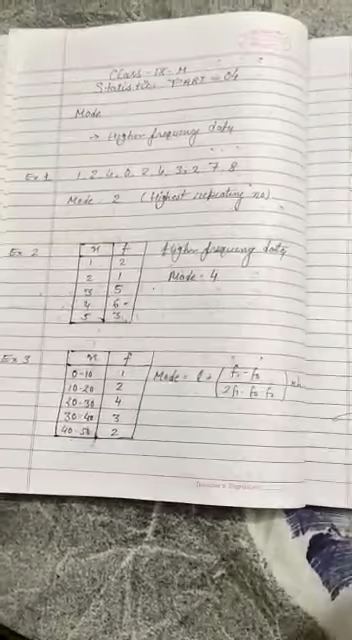 Class - IX - M
Statistics PART - 04
Mode
→ Higher frequency data
Ex 1 1, 2, 4, 0, 2, 4, 3, 2, 7, 8
Mode - 2 (Highest repeating no)
Ex 2
x f
1 2
2 1
3 5
4 6
5 3
Higher frequency data
Mode - 4
Ex 3
x f
0-10 1
10-20 2
20-30 4
30-40 3
40-50 2
Mode = l + (f₁ - f₀ / 2f₁ - f₀ - f₂) × h